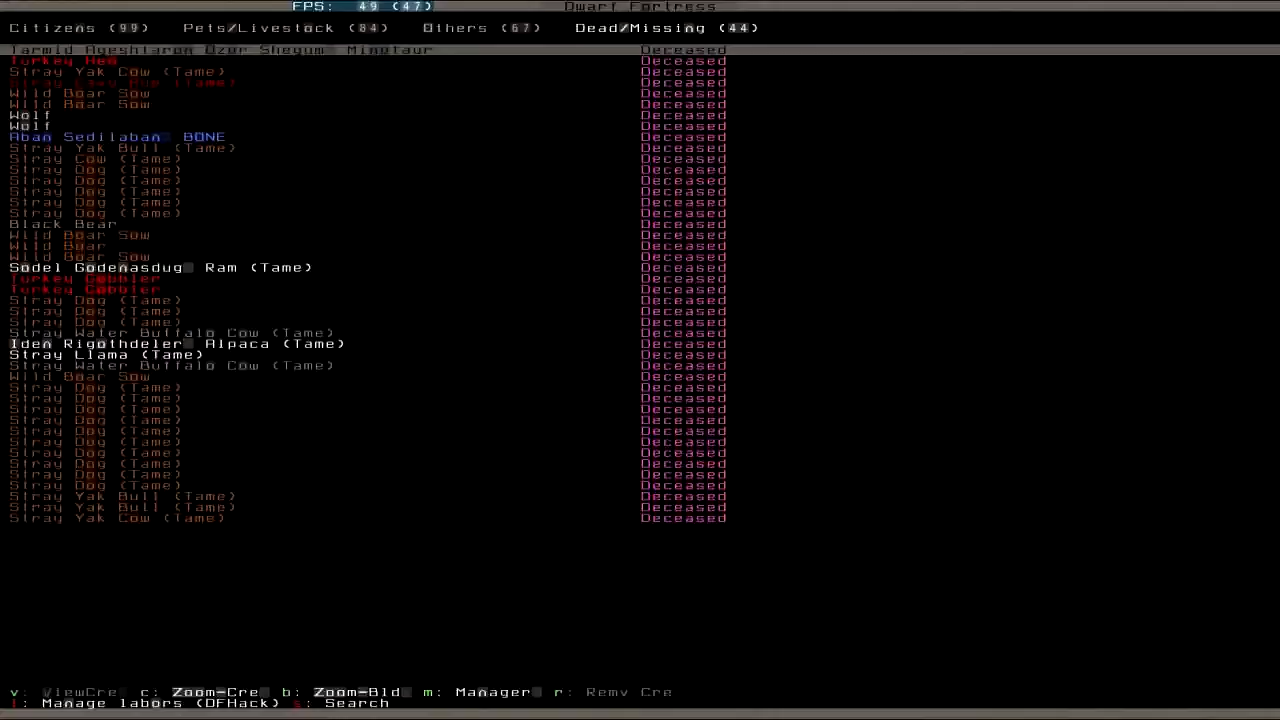 FPS: 49 (47) Dwarf Fortress
Citizens (99) Pets/Livestock (84) Others (67) Dead/Missing (44)
Deceased
Turkey Hen Deceased
Stray Yak Cow (Tame) Deceased
Stray (Tame) Deceased
Wild Boar Sow Deceased
Wild Boar Sow Deceased
Wolf Deceased
Wolf Deceased
Aban Sedilaban BONE Deceased
Stray Yak Bull (Tame) Deceased
Stray Cow (Tame) Deceased
Stray Dog (Tame) Deceased
Stray Dog (Tame) Deceased
Stray Dog (Tame) Deceased
Stray Dog (Tame) Deceased
Stray Dog (Tame) Deceased
Black Bear Deceased
Wild Boar Sow Deceased
Wild Boar Deceased
Wild Boar Sow Deceased
Sodel Godenasdug Ram (Tame) Deceased
Turkey Gobbler Deceased
Turkey Gobbler Deceased
Stray Dog (Tame) Deceased
Stray Dog (Tame) Deceased
Stray Dog (Tame) Deceased
Stray Water Buffalo Cow (Tame) Deceased
Iden Rigothdeler Alpaca (Tame) Deceased
Stray Llama (Tame) Deceased
Stray Water Buffalo Cow (Tame) Deceased
Wild Boar Sow Deceased
Stray Dog (Tame) Deceased
Stray Dog (Tame) Deceased
Stray Dog (Tame) Deceased
Stray Dog (Tame) Deceased
Stray Dog (Tame) Deceased
Stray Dog (Tame) Deceased
Stray Dog (Tame) Deceased
Stray Dog (Tame) Deceased
Stray Dog (Tame) Deceased
Stray Dog (Tame) Deceased
Stray Yak Bull (Tame) Deceased
Stray Yak Bull (Tame) Deceased
Stray Yak Cow (Tame) Deceased
v: ViewCre c: Zoom-Cre b: Zoom-Bld m: Manager r: Remv Cre
l: Manage labors (DFHack) s: Search